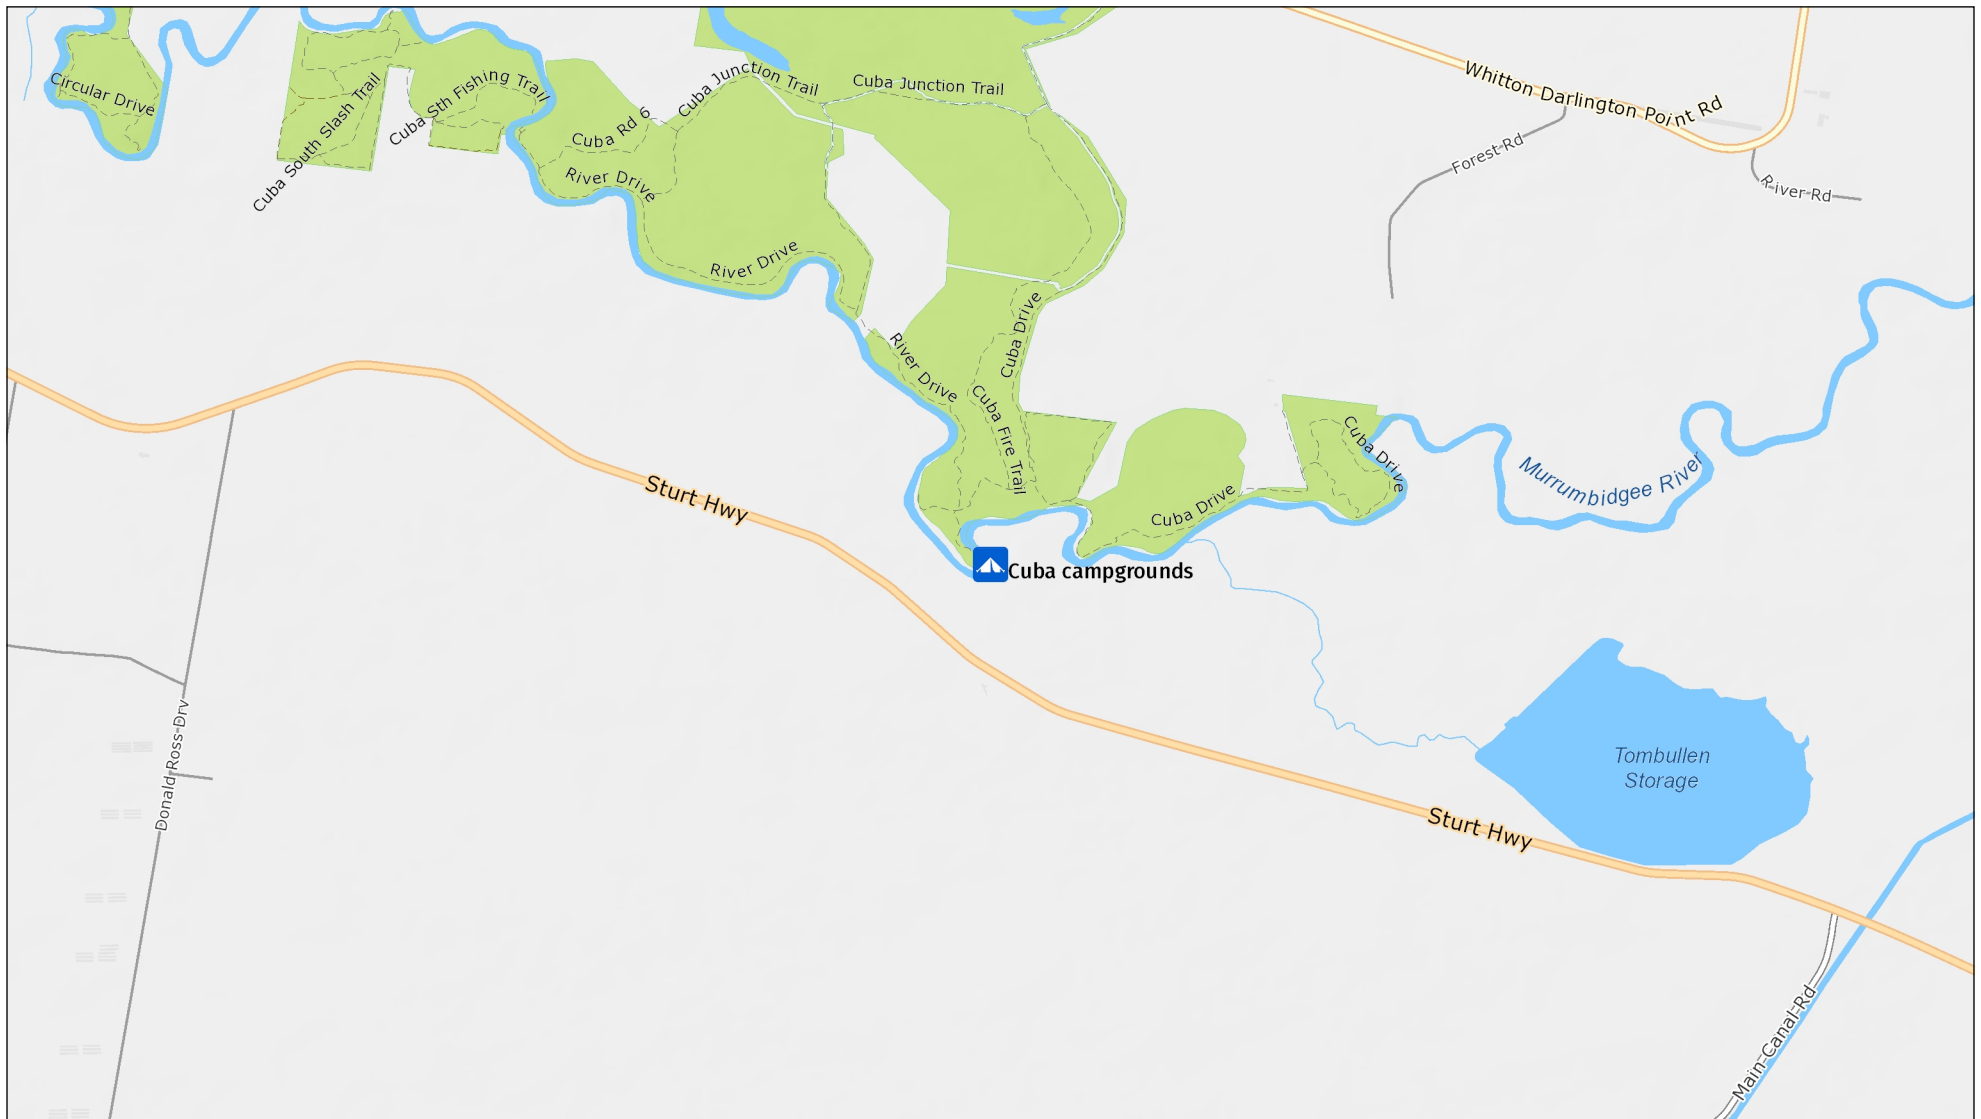 Circular Drive
Cuba South Slash Trail
Cuba Sth Fishing Trail
Cuba Rd 6
Cuba Junction Trail
Cuba Junction Trail
Whitton Darlington Point Rd
Forest Rd
River Rd
River Drive
River Drive
River Drive
Cuba Drive
Cuba Fire Trail
Cuba Drive
Cuba Drive
Murrumbidgee River
Sturt Hwy
Cuba campgrounds
Donald Ross Drv
Tombullen
Storage
Sturt Hwy
Main Canal Rd